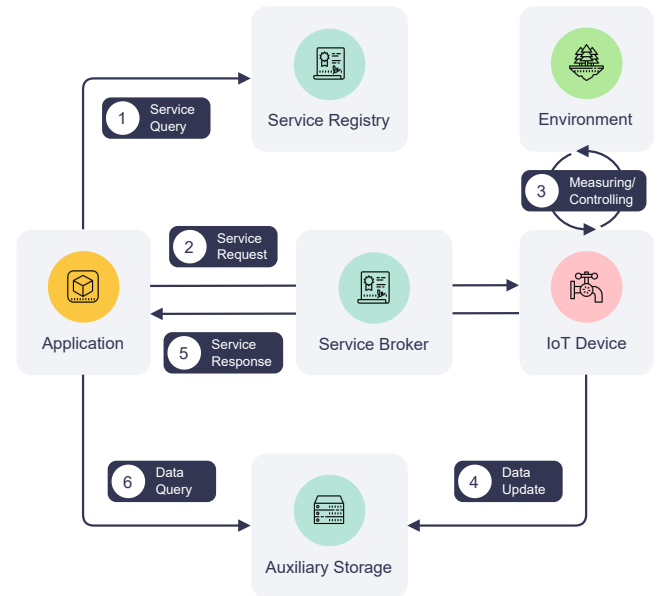 Service Registry
Environment
1
Service
Query
3
Measuring/
Controlling
2
Service
Request
Application
Service Broker
IoT Device
5
Service
Response
6
Data
Query
4
Data
Update
Auxiliary Storage